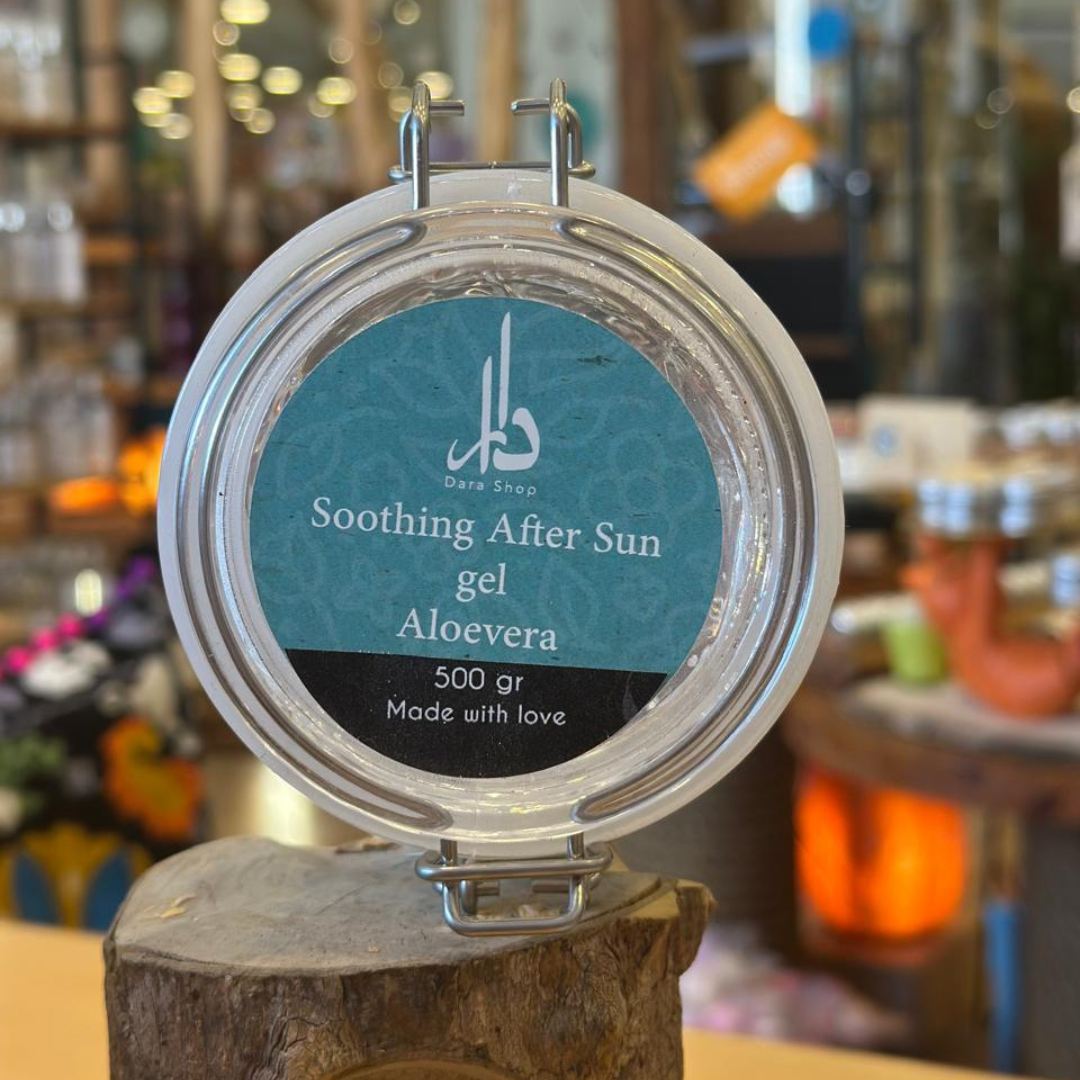 دارا
Dara Shop
Soothing After Sun
gel
Aloevera
500 gr
Made with love